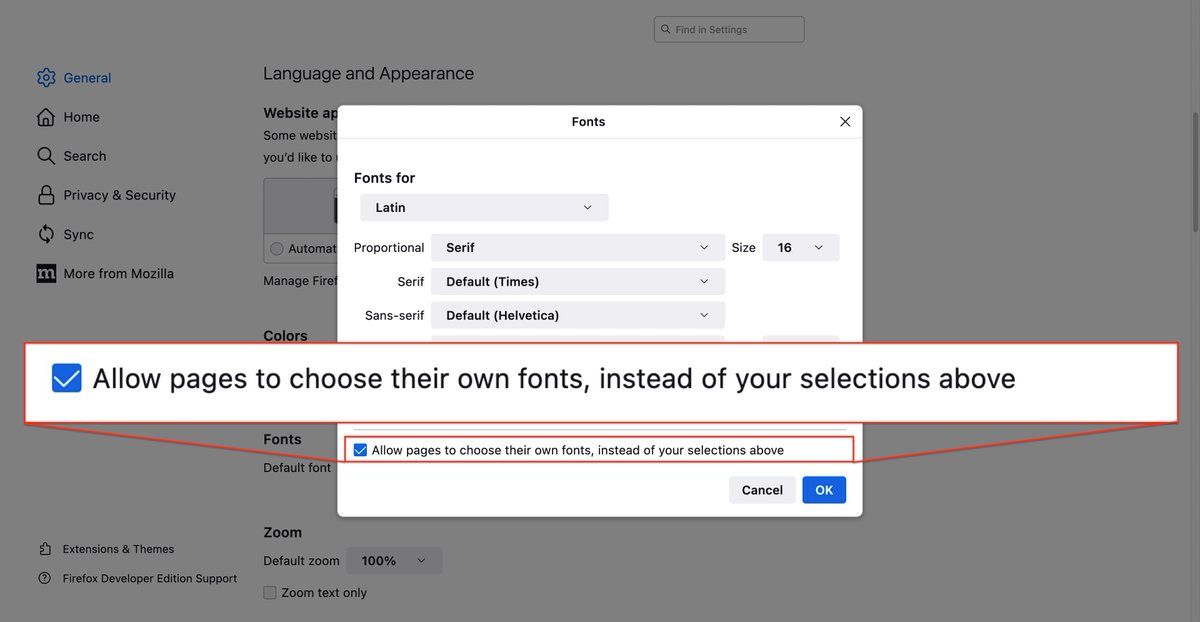 Find in Settings
General
Home
Search
Privacy & Security
Sync
m More from Mozilla
Extensions & Themes
Firefox Developer Edition Support
Language and Appearance
Website ap
Some websit
you'd like to
Automat
Manage Firef
Colors
Fonts
Default font
Zoom
Default zoom 100%
Zoom text only
Fonts
Fonts for
Latin
Proportional Serif Size 16
Serif Default (Times)
Sans-serif Default (Helvetica)
Allow pages to choose their own fonts, instead of your selections above
Allow pages to choose their own fonts, instead of your selections above
Cancel OK